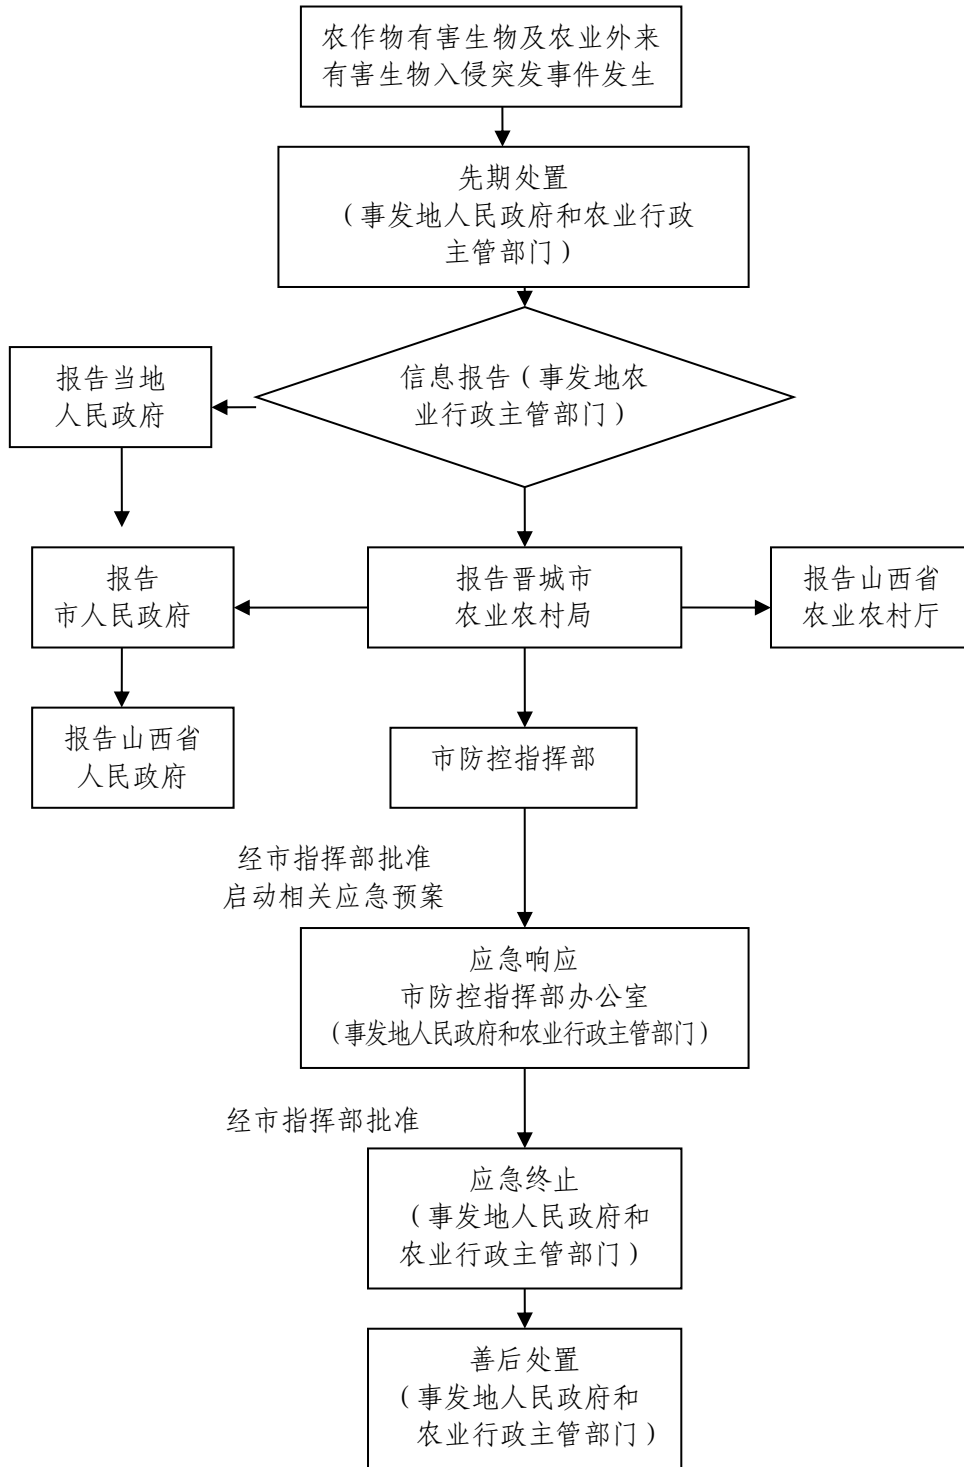 农作物有害生物及农业外来
有害生物入侵突发事件发生
先期处置
（事发地人民政府和农业行政
主管部门）
信息报告（事发地农
业行政主管部门）
报告当地
人民政府
报告
市人民政府
报告晋城市
农业农村局
报告山西省
农业农村厅
报告山西省
人民政府
市防控指挥部
经市指挥部批准
启动相关应急预案
应急响应
市防控指挥部办公室
（事发地人民政府和农业行政主管部门）
经市指挥部批准
应急终止
（事发地人民政府和
农业行政主管部门）
善后处置
（事发地人民政府和
农业行政主管部门）